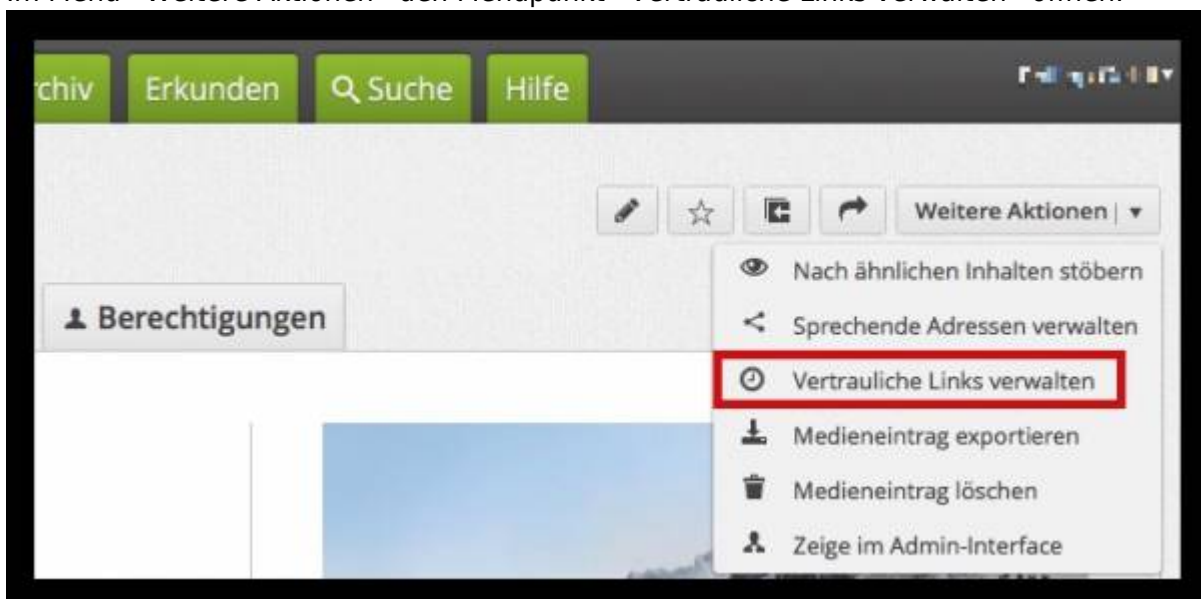 im Menü "Weitere Aktionen" den Menüpunkt "Vertrauliche Links verwalten" öffnen:
chiv Erkunden Suche Hilfe
Weitere Aktionen
Nach ähnlichen Inhalten stöbern
Berechtigungen
Sprechende Adressen verwalten
Vertrauliche Links verwalten
Medieneintrag exportieren
Medieneintrag löschen
Zeige im Admin-Interface